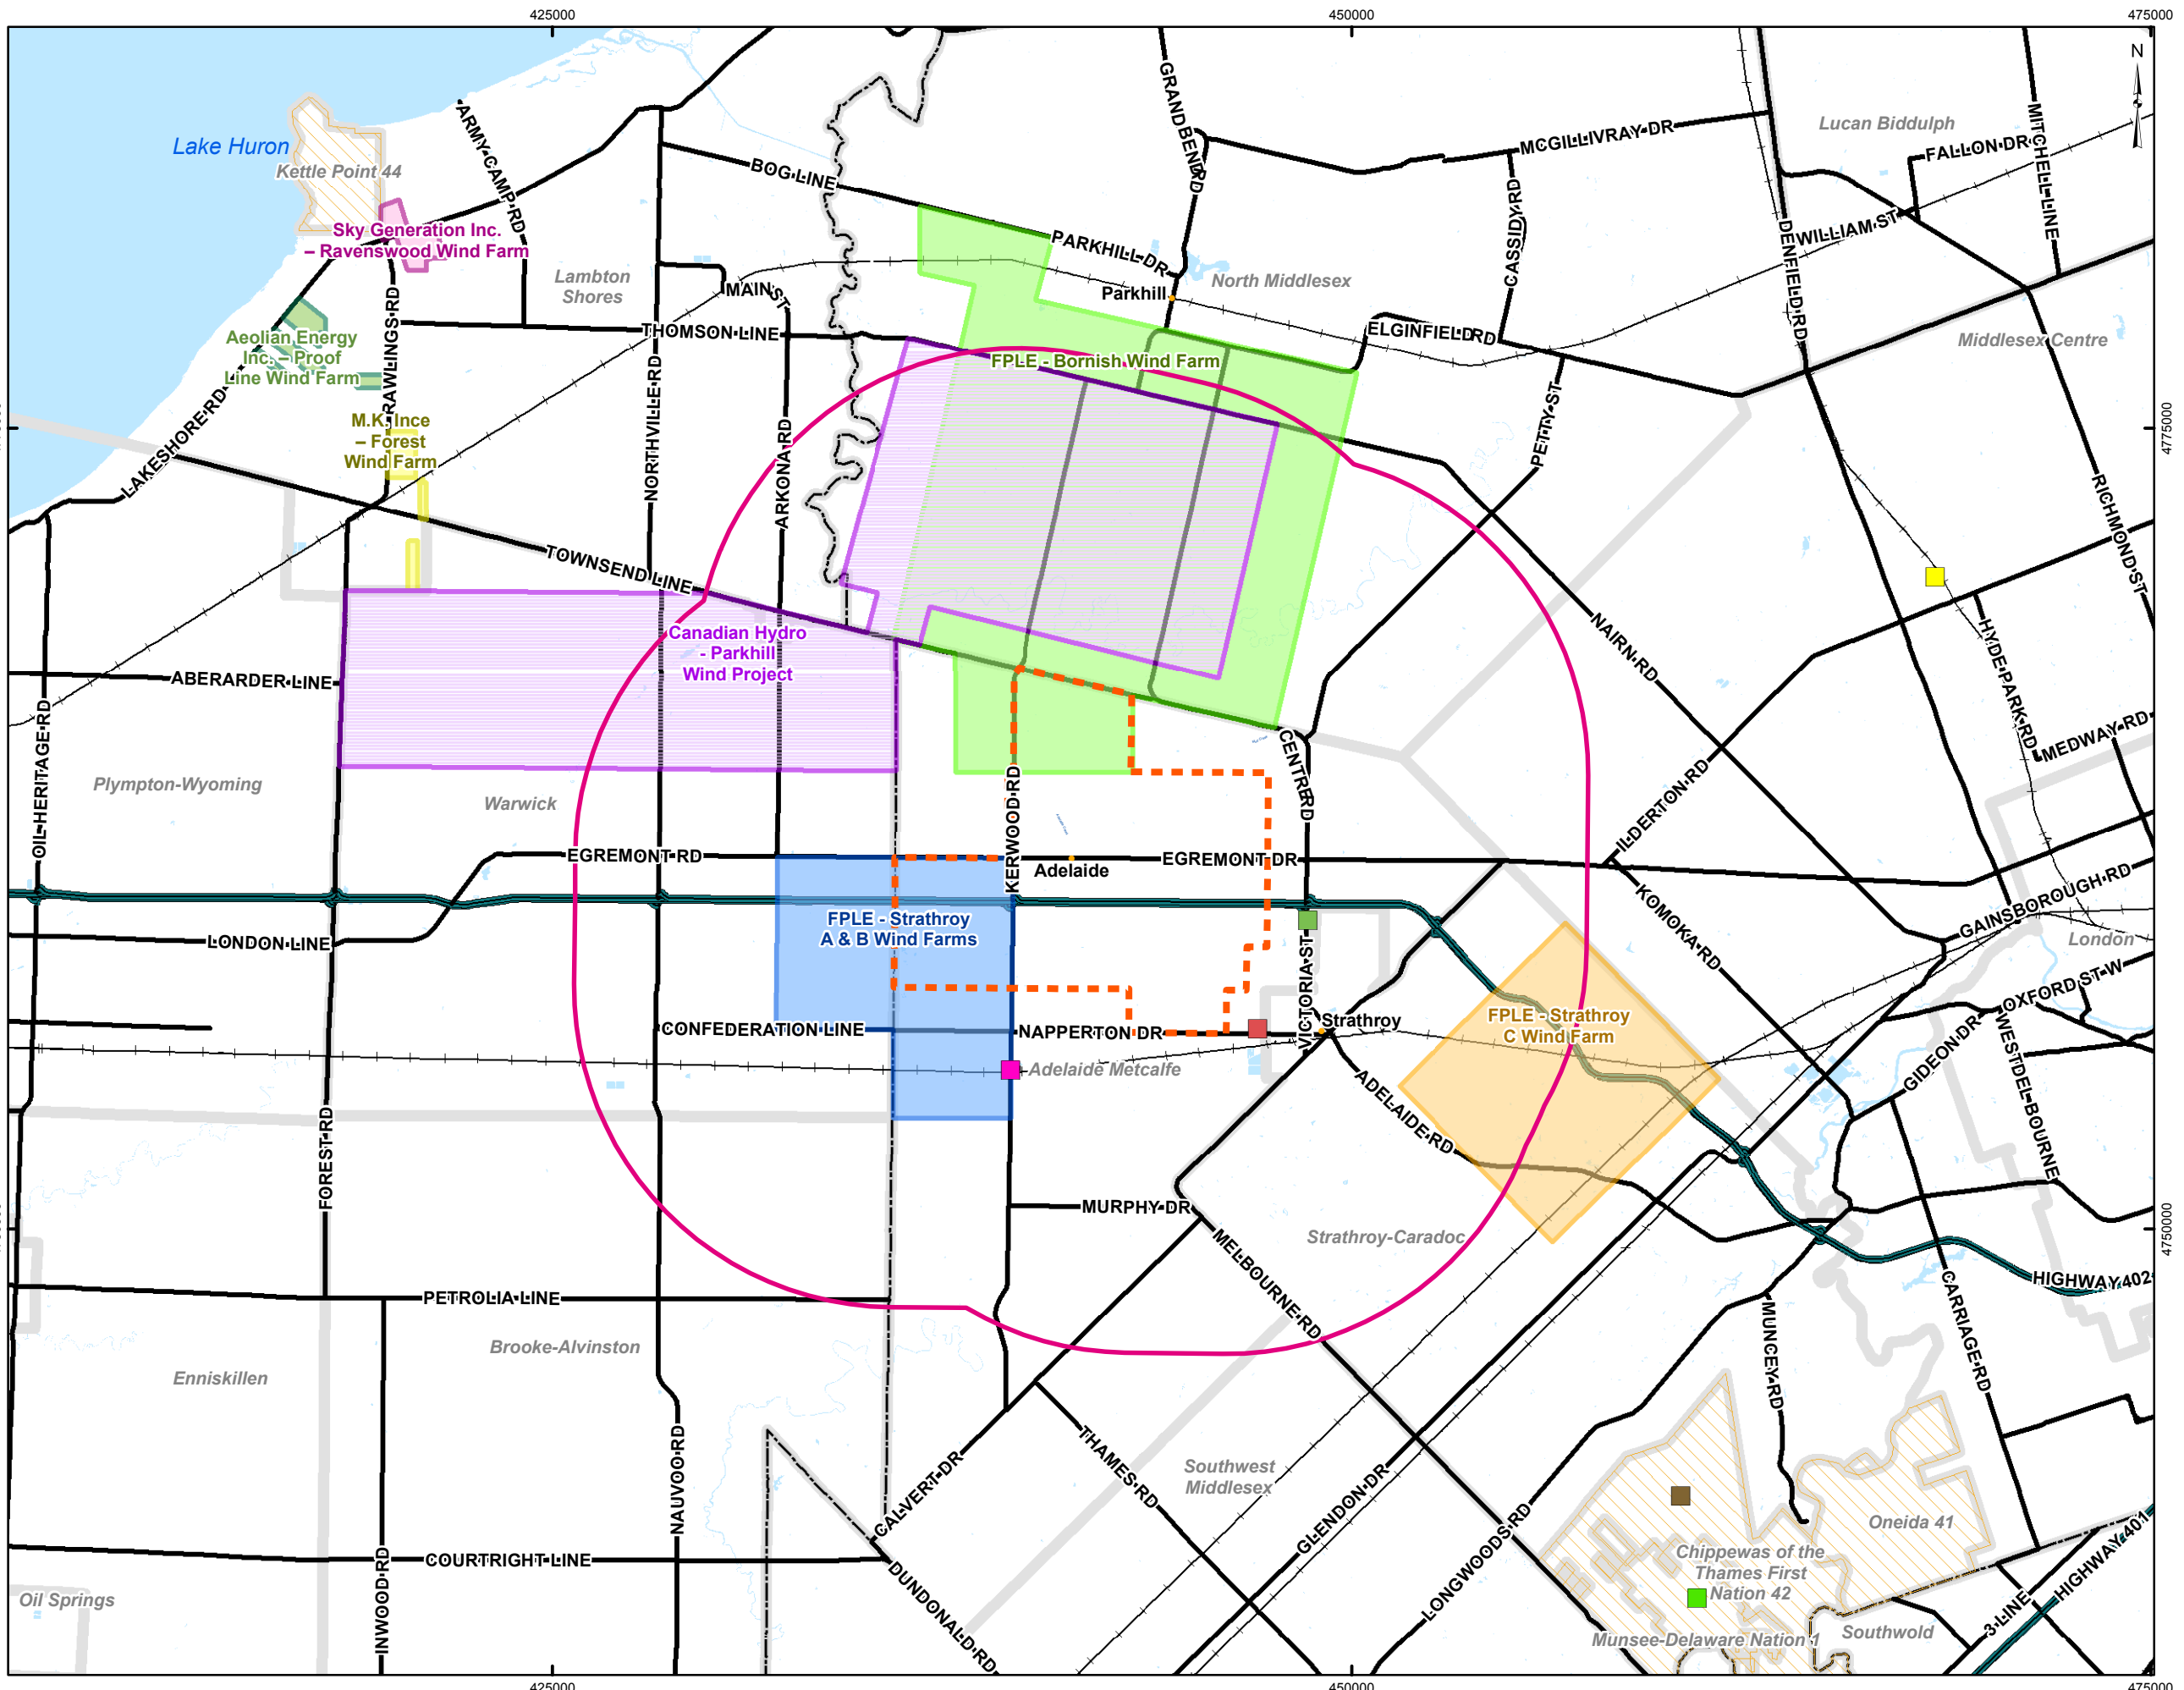 425000
450000
475000
N
GRANDBEND RD
MCGILLIVRAY DR
Lucan Biddulph
FALLON DR
MITCHELL LINE
ARMY CAMP RD
Lake Huron
Kettle Point 44
BOG LINE
CASSIDY RD
WILLIAM ST
DENFIELD RD
Sky Generation Inc.
– Ravenswood Wind Farm
PARKHILL DR
Lambton
Shores
North Middlesex
MAIN ST
Parkhill
THOMSON LINE
ELGINFIELD RD
Middlesex Centre
Aeolian Energy
Inc. – Proof
Line Wind Farm
RAWLINGS RD
FPLE - Bornish Wind Farm
NORTHVILLE RD
ARKONA RD
PETTY ST
LAKESHORE RD
M.K. Ince
– Forest
Wind Farm
4775000
RICHMOND ST
TOWNSEND LINE
Canadian Hydro
- Parkhill
Wind Project
NAIRN RD
HYDE PARK RD
ABERARDER LINE
MEDWAY RD
OIL HERITAGE RD
CENTRE RD
Plympton-Wyoming
Warwick
KERWOOD RD
ILDERTON RD
EGREMONT RD
Adelaide
EGREMONT DR
KOMOKA RD
GAINSBOROUGH RD
FPLE - Strathroy
A & B Wind Farms
LONDON LINE
London
VICTORIA ST
OXFORD ST W
CONFEDERATION LINE
NAPPERTON DR
Strathroy
FPLE - Strathroy
C Wind Farm
GIDEON DR
WESTDEL BOURNE
Adelaide Metcalfe
ADELAIDE RD
FOREST RD
MURPHY DR
MELBOURNE RD
Strathroy-Caradoc
4750000
HIGHWAY 402
PETROLIA LINE
MUNCEY RD
CARRIAGE RD
Brooke-Alvinston
Enniskillen
NAUVOO RD
THAMES RD
Southwest
Middlesex
CALVERT DR
GLENDON DR
LONGWOODS RD
Oneida 41
HIGHWAY 401
Chippewas of the
Thames First
Nation 42
COURTRIGHT LINE
INWOOD RD
DUNDONALD RD
Oil Springs
3 LINE
Munsee-Delaware Nation 1
Southwold
425000
450000
475000